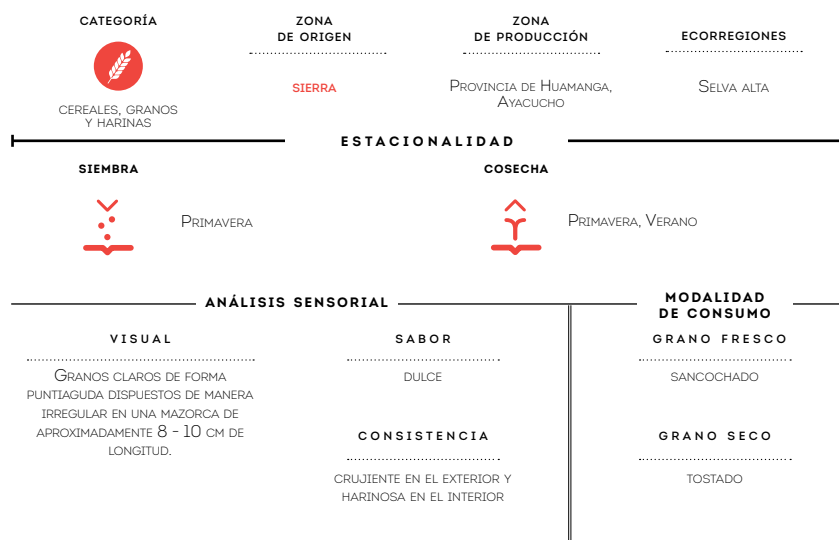 CATEGORÍA
CEREALES, GRANOS
Y HARINAS
ZONA
DE ORIGEN
SIERRA
ZONA
DE PRODUCCIÓN
Provincia de Huamanga,
Ayacucho
ECORREGIONES
Selva alta
ESTACIONALIDAD
SIEMBRA
Primavera
COSECHA
Primavera, Verano
ANÁLISIS SENSORIAL
VISUAL
Granos claros de forma
puntiaguda dispuestos de manera
irregular en una mazorca de
aproximadamente 8 - 10 cm de
longitud.
SABOR
DULCE
CONSISTENCIA
CRUJIENTE EN EL EXTERIOR Y
HARINOSA EN EL INTERIOR
MODALIDAD
DE CONSUMO
GRANO FRESCO
SANCOCHADO
GRANO SECO
TOSTADO